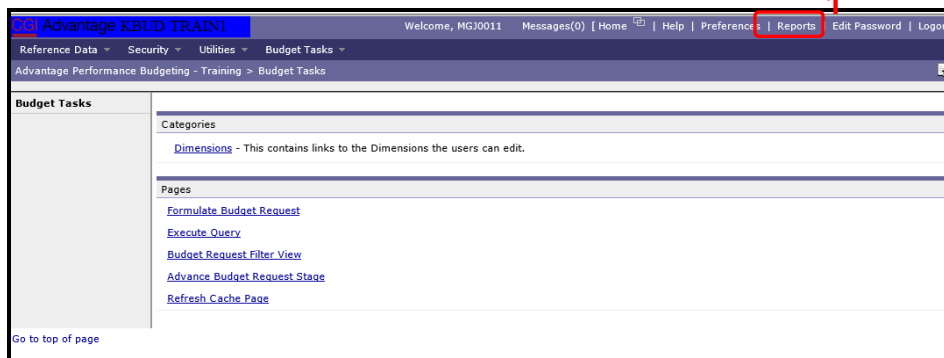 CGI Advantage KBUD TRAIN1 Welcome, MGJ0011 Messages(0) [ Home | Help | Preferences | Reports | Edit Password | Logou
Reference Data Security Utilities Budget Tasks
Advantage Performance Budgeting - Training > Budget Tasks
Budget Tasks
Categories
Dimensions - This contains links to the Dimensions the users can edit.
Pages
Formulate Budget Request
Execute Query
Budget Request Filter View
Advance Budget Request Stage
Refresh Cache Page
Go to top of page